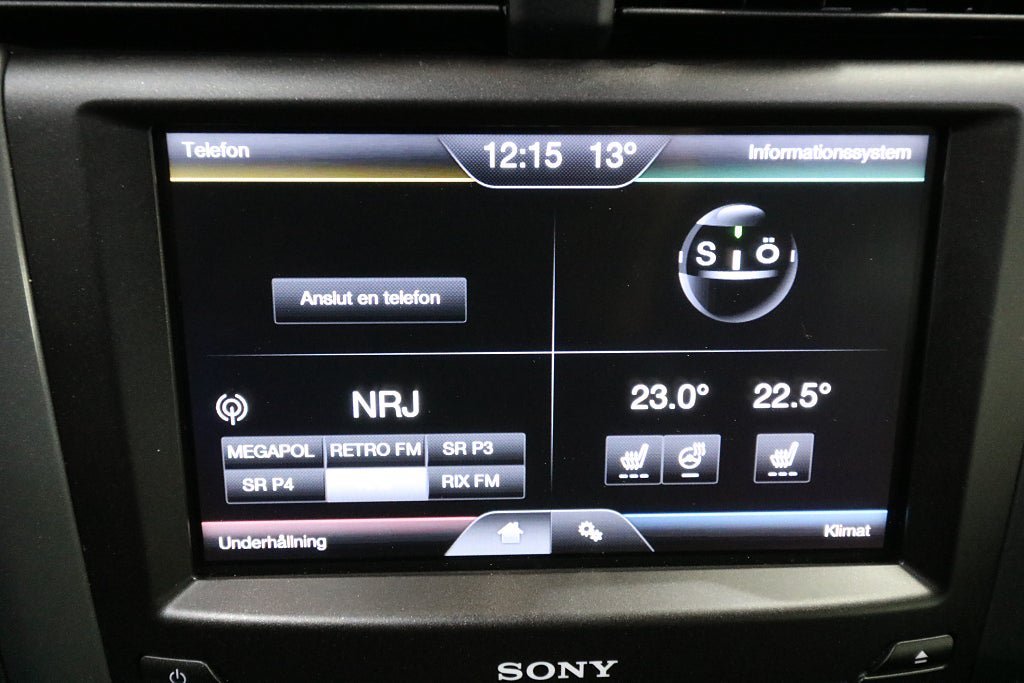 Telefon
12:15 13°
Informationssystem
S Ö
Anslut en telefon
NRJ
23.0° 22.5°
MEGAPOL RETRO FM SR P3
SR P4 RIX FM
Underhållning
Klimat
SONY